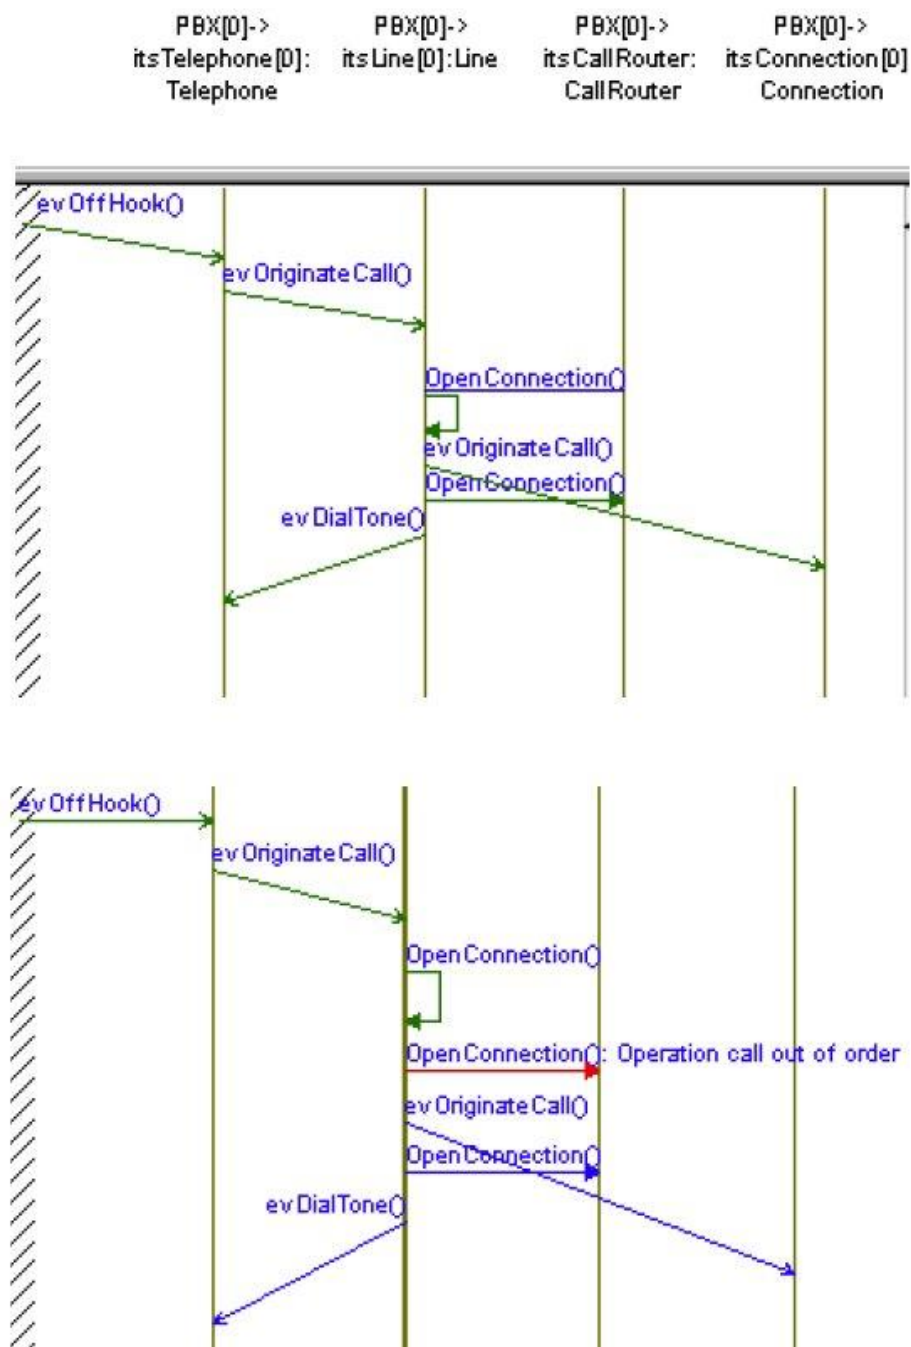 PBX[0]-> PBX[0]-> PBX[0]-> PBX[0]->
itsTelephone[0]: itsLine[0]:Line itsCallRouter: itsConnection[0]
Telephone CallRouter Connection
evOffHook()
evOriginateCall()
OpenConnection()
evOriginateCall()
OpenConnection()
evDialTone()
evOffHook()
evOriginateCall()
OpenConnection()
OpenConnection(): Operation call out of order
evOriginateCall()
OpenConnection()
evDialTone()